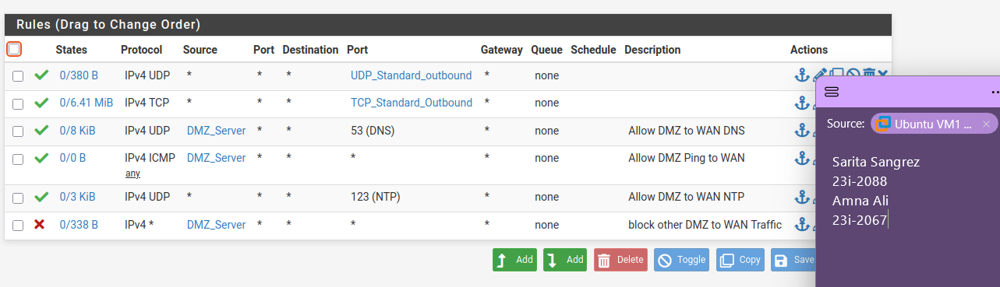 Rules (Drag to Change Order)
States Protocol Source Port Destination Port Gateway Queue Schedule Description Actions
0/380 B IPv4 UDP * * * UDP_Standard_outbound * none
0/6.41 MiB IPv4 TCP * * * TCP_Standard_Outbound * none
0/8 KiB IPv4 UDP DMZ_Server * * 53 (DNS) * none Allow DMZ to WAN DNS
0/0 B IPv4 ICMP DMZ_Server * * * * none Allow DMZ Ping to WAN
any
0/3 KiB IPv4 UDP DMZ_Server * * 123 (NTP) * none Allow DMZ to WAN NTP
0/338 B IPv4 * DMZ_Server * * * * none block other DMZ to WAN Traffic
Add Add Delete Toggle Copy Save
Source: Ubuntu VM1 ...
Sarita Sangrez
23i-2088
Amna Ali
23i-2067